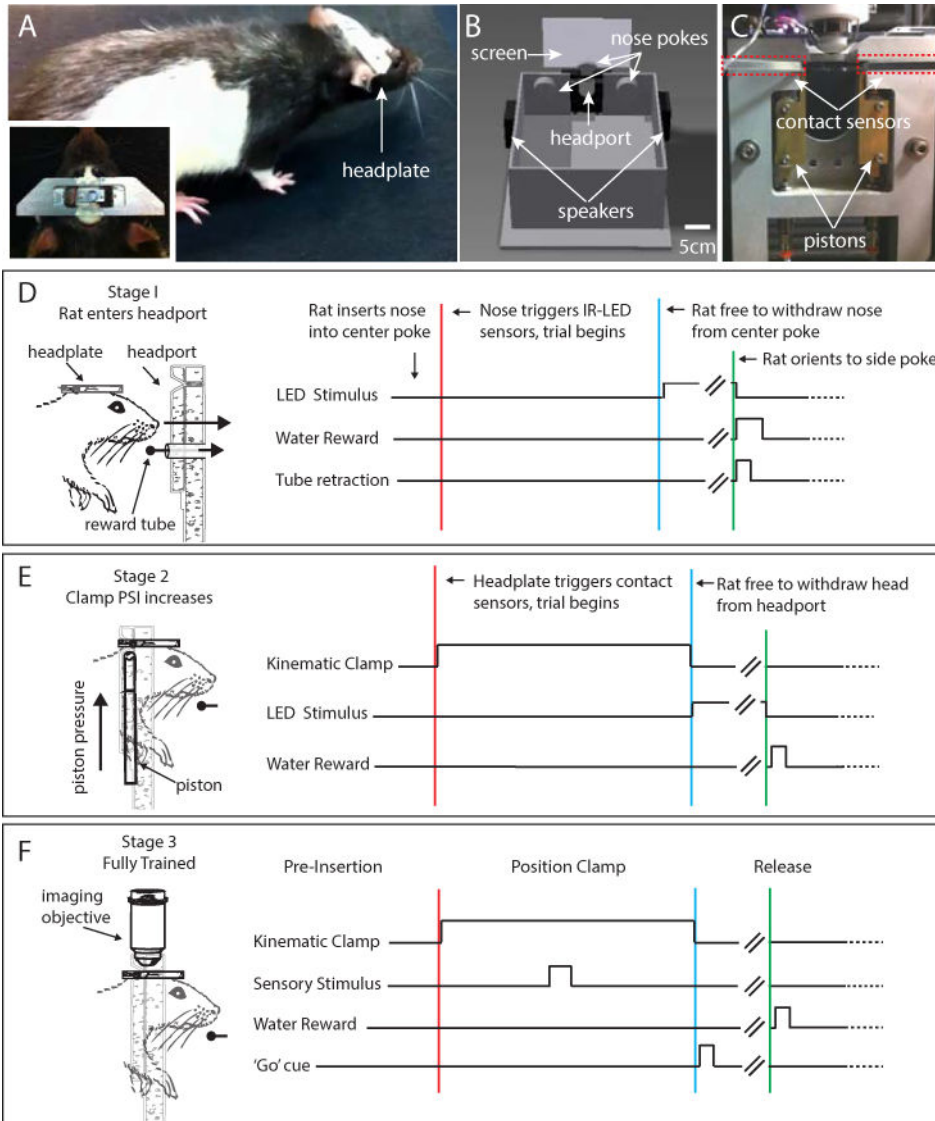 A
headplate
B
nose pokes
screen
headport
speakers
5cm
C
contact sensors
pistons
D
Stage I
Rat enters headport
headplate
headport
reward tube
Rat inserts nose
into center poke
Nose triggers IR-LED
sensors, trial begins
Rat free to withdraw nose
from center poke
Rat orients to side poke
LED Stimulus
Water Reward
Tube retraction
E
Stage 2
Clamp PSI increases
piston pressure
piston
Headplate triggers contact
sensors, trial begins
Rat free to withdraw head
from headport
Kinematic Clamp
LED Stimulus
Water Reward
F
Stage 3
Fully Trained
imaging
objective
Pre-Insertion
Position Clamp
Release
Kinematic Clamp
Sensory Stimulus
Water Reward
'Go' cue